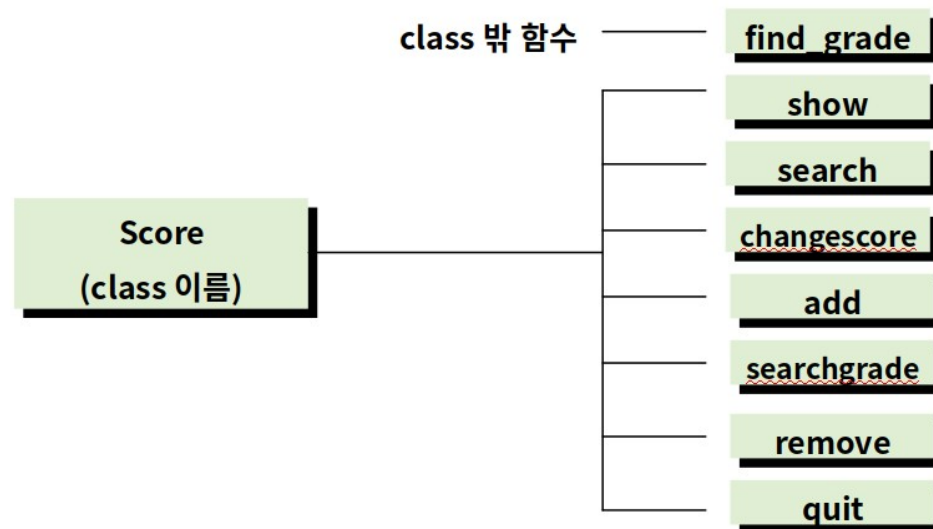 class 밖 함수
find_grade
show
search
Score
(class 이름)
changescore
add
searchgrade
remove
quit